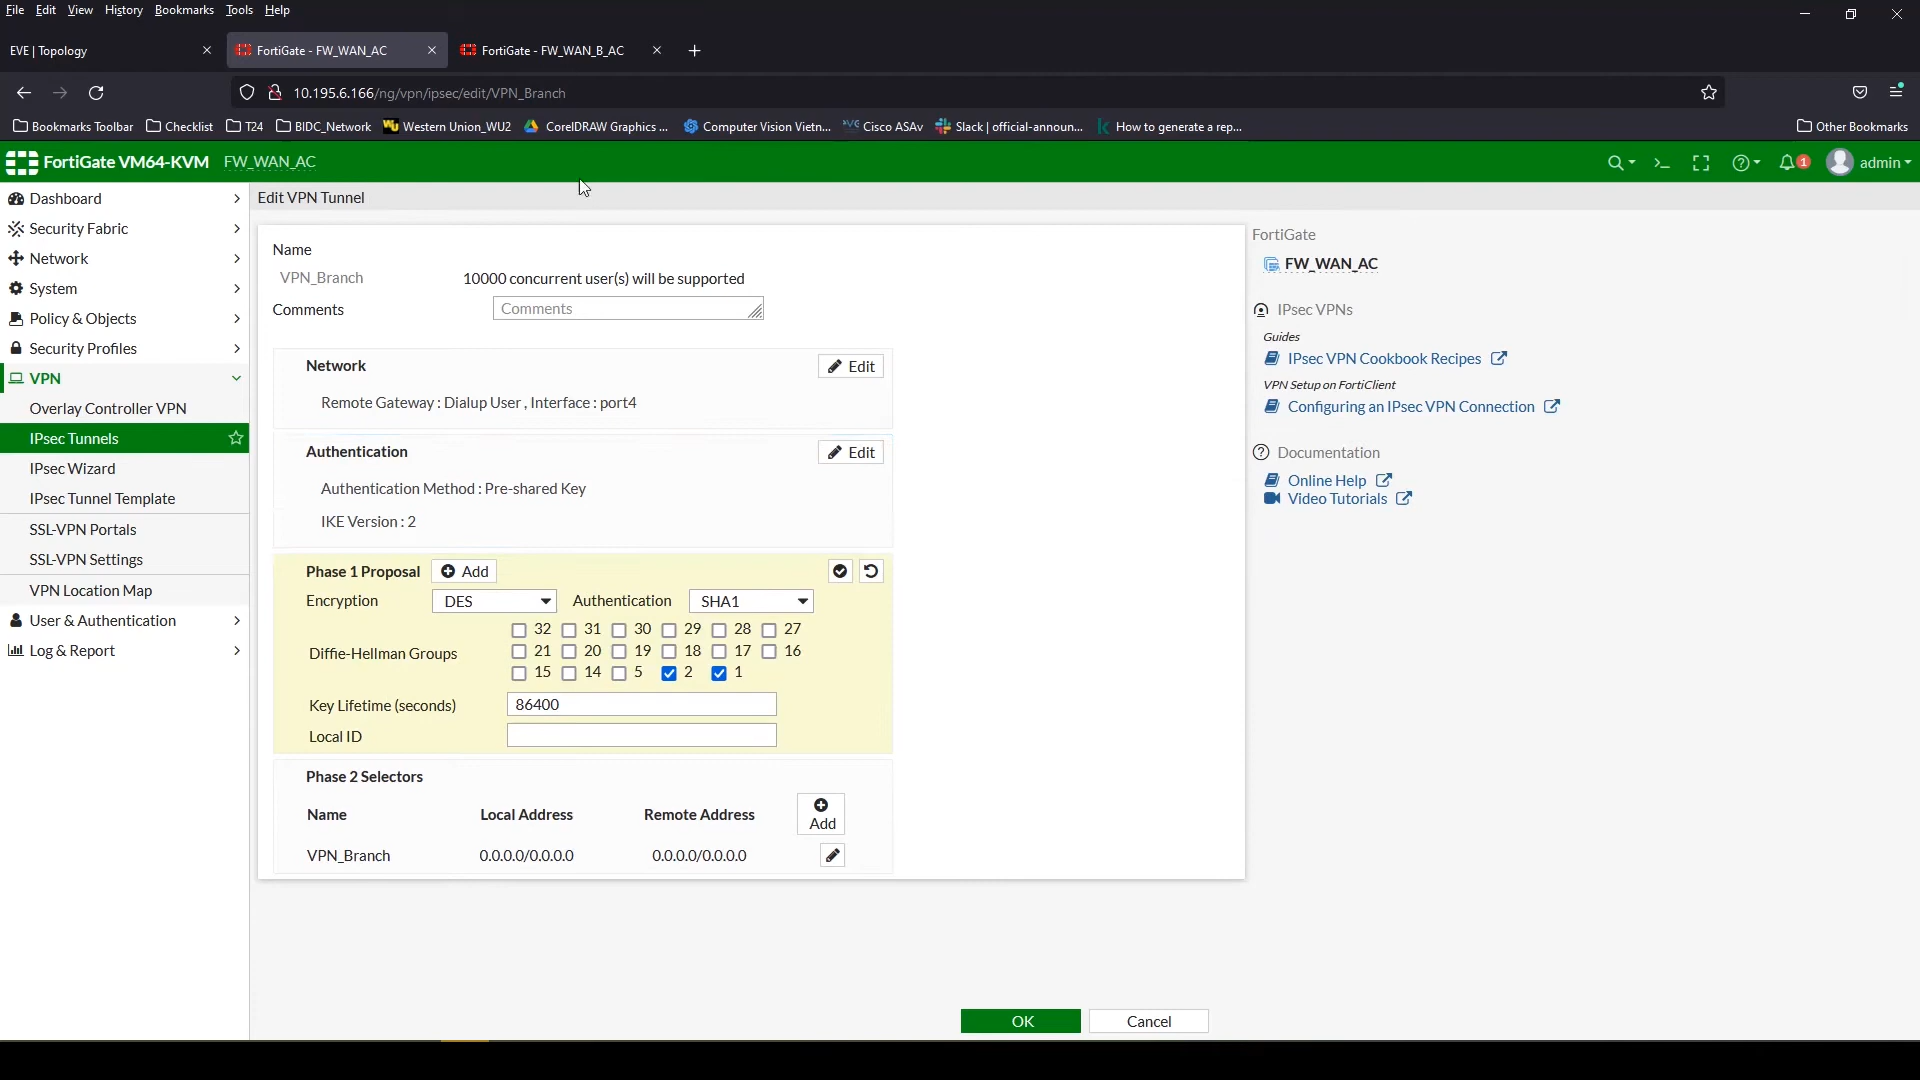 File Edit View History Bookmarks Tools Help
EVE | Topology
FortiGate - FW_WAN_AC
FortiGate - FW_WAN_B_AC
10.195.6.166/ng/vpn/ipsec/edit/VPN_Branch
Bookmarks Toolbar Checklist T24 BIDC_Network Western Union_WU2 CorelDRAW Graphics ... Computer Vision Vietn... Cisco ASAv Slack | official-announ... How to generate a rep... Other Bookmarks
FortiGate VM64-KVM FW_WAN_AC 1 admin
Dashboard
Security Fabric
Network
System
Policy & Objects
Security Profiles
VPN
Overlay Controller VPN
IPsec Tunnels
IPsec Wizard
IPsec Tunnel Template
SSL-VPN Portals
SSL-VPN Settings
VPN Location Map
User & Authentication
Log & Report
Edit VPN Tunnel
Name
VPN_Branch 10000 concurrent user(s) will be supported
Comments Comments
Network Edit
Remote Gateway : Dialup User , Interface : port4
Authentication Edit
Authentication Method : Pre-shared Key
IKE Version : 2
Phase 1 Proposal Add
Encryption DES Authentication SHA1
Diffie-Hellman Groups
32 31 30 29 28 27
21 20 19 18 17 16
15 14 5 2 1
Key Lifetime (seconds) 86400
Local ID
Phase 2 Selectors
Name Local Address Remote Address Add
VPN_Branch 0.0.0.0/0.0.0.0 0.0.0.0/0.0.0.0
OK Cancel
FortiGate
FW_WAN_AC
IPsec VPNs
Guides
IPsec VPN Cookbook Recipes
VPN Setup on FortiClient
Configuring an IPsec VPN Connection
Documentation
Online Help
Video Tutorials